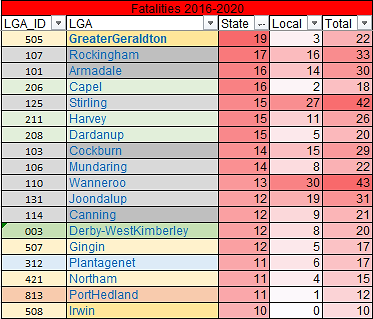 Fatalities 2016-2020
LGA_ID LGA State Local Total
505 GreaterGeraldton 19 3 22
107 Rockingham 17 16 33
101 Armadale 16 14 30
206 Capel 16 2 18
125 Stirling 15 27 42
211 Harvey 15 11 26
208 Dardanup 15 5 20
103 Cockburn 14 15 29
106 Mundaring 14 8 22
110 Wanneroo 13 30 43
131 Joondalup 12 19 31
114 Canning 12 9 21
003 Derby-WestKimberley 12 8 20
507 Gingin 12 5 17
312 Plantagenet 11 6 17
421 Northam 11 4 15
813 PortHedland 11 1 12
508 Irwin 10 0 10